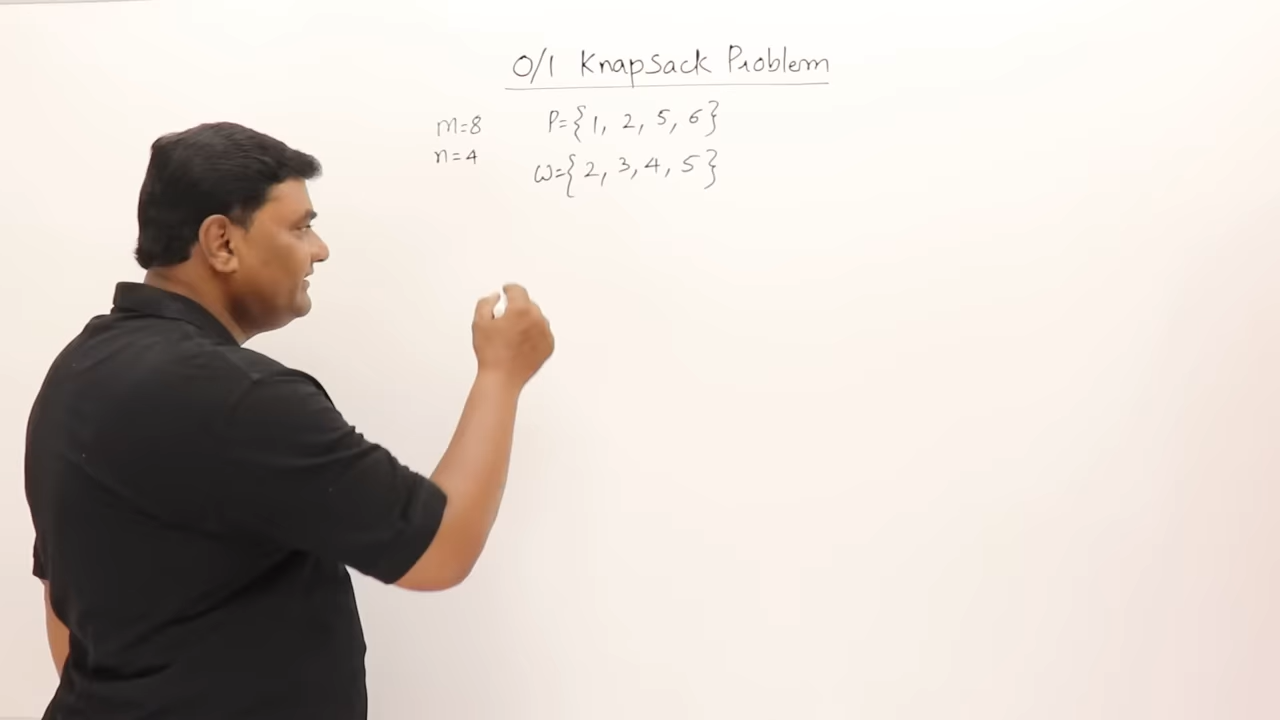 0/1 Knapsack Problem
m=8 P={1, 2, 5, 6}
n=4 w={2, 3, 4, 5}